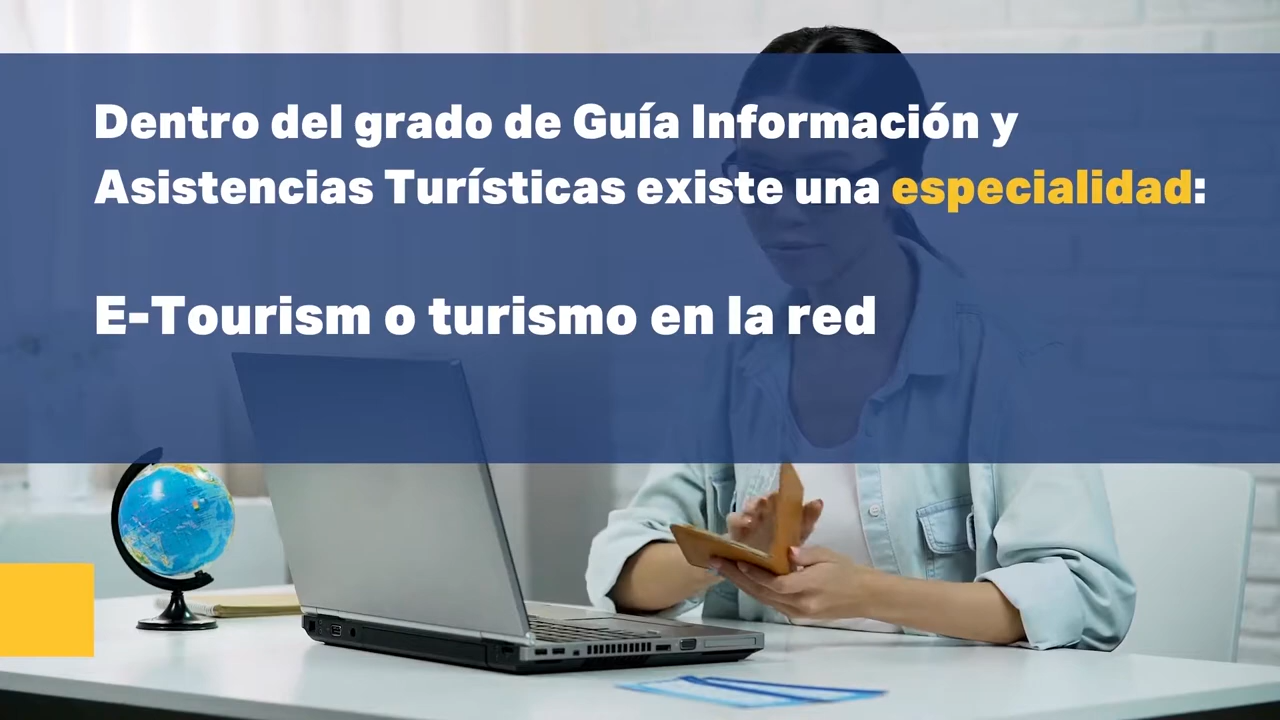 Dentro del grado de Guía Información y
Asistencias Turísticas existe una especialidad:
E-Tourism o turismo en la red